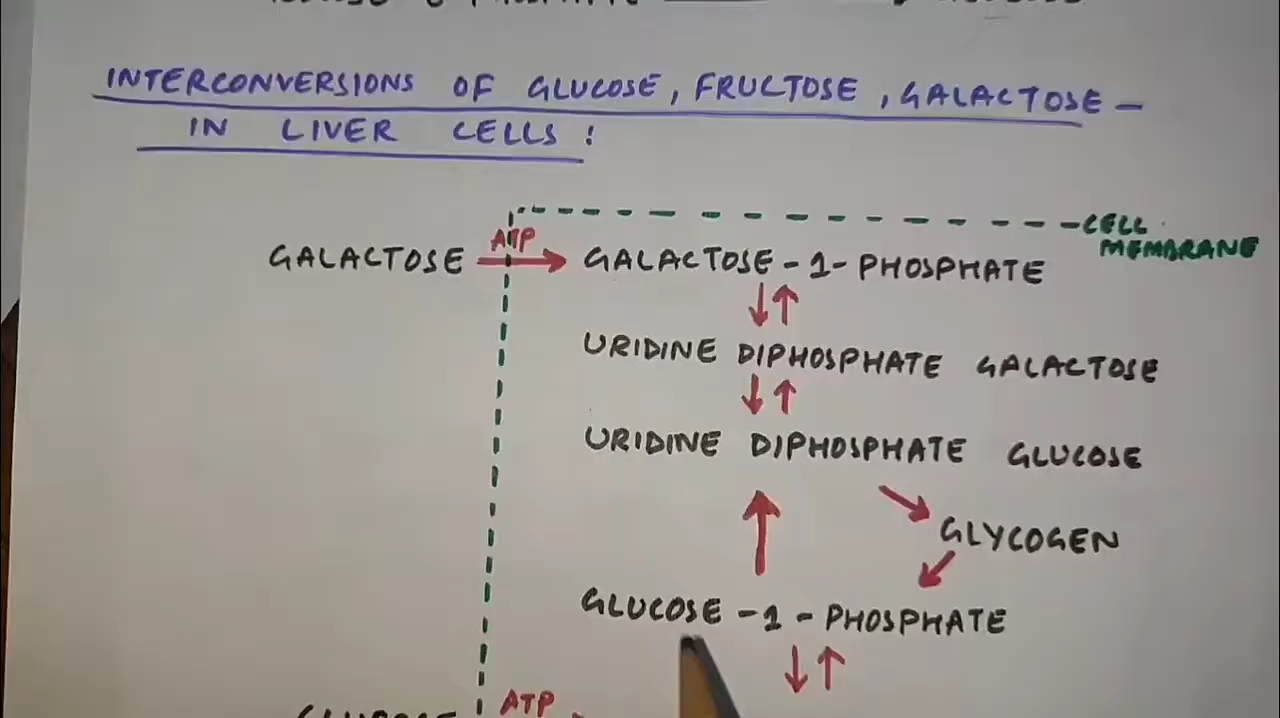 INTERCONVERSIONS OF GLUCOSE, FRUCTOSE, GALACTOSE -
IN LIVER CELLS:
CELL
MEMBRANE
ATP
GALACTOSE → GALACTOSE - 1 - PHOSPHATE
↓↑
URIDINE DIPHOSPHATE GALACTOSE
↓↑
URIDINE DIPHOSPHATE GLUCOSE
GLYCOGEN
GLUCOSE - 1 - PHOSPHATE
↓↑
ATP